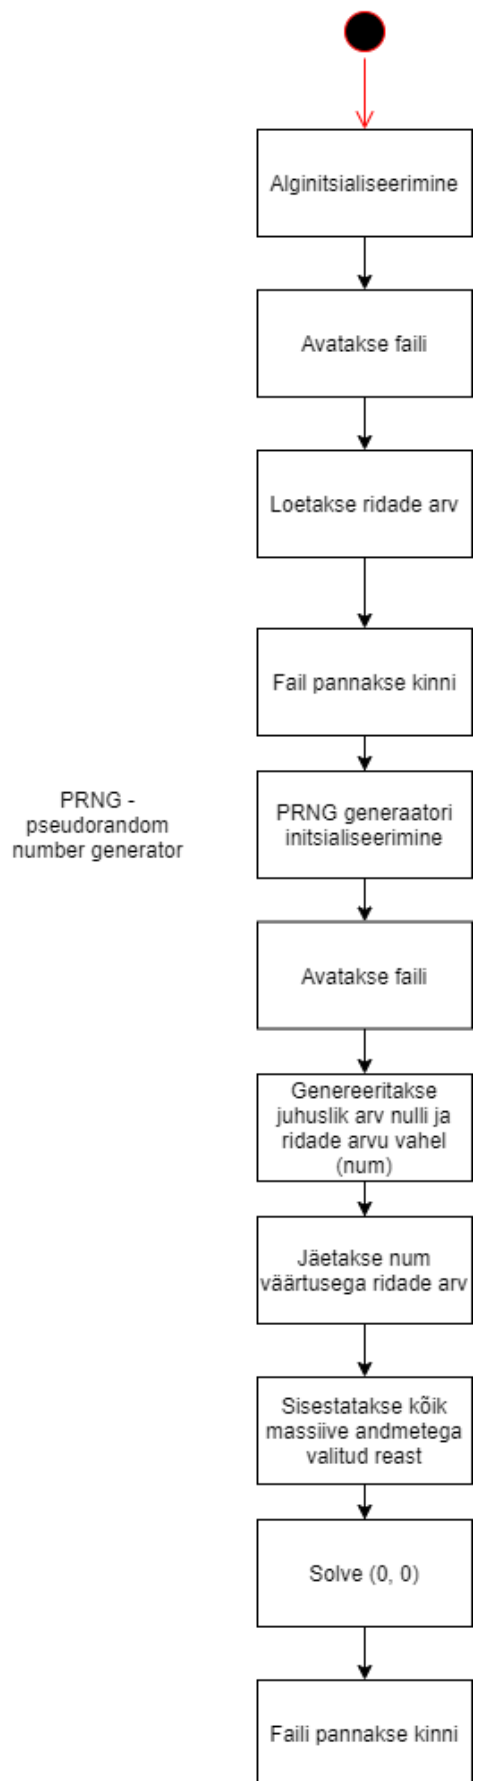 Alginitsialiseerimine
Avatakse faili
Loetakse ridade arv
Fail pannakse kinni
PRNG -
pseudorandom
number generator
PRNG generaatori
initsialiseerimine
Avatakse faili
Genereeritakse
juhuslik arv nulli ja
ridade arvu vahel
(num)
Jäetakse num
väärtusega ridade arv
Sisestatakse kõik
massiive andmetega
valitud reast
Solve (0, 0)
Faili pannakse kinni